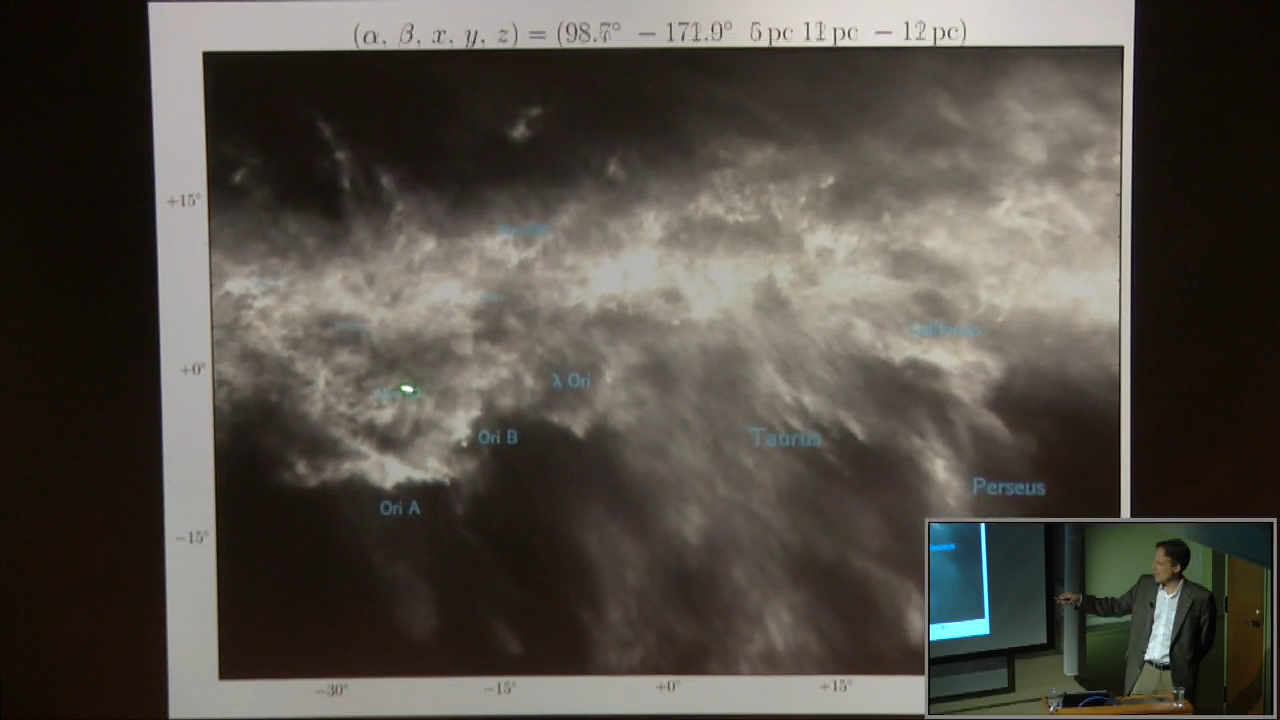 (α, β, x, y, z) = (98.7° − 171.9° 5 pc 11 pc − 12 pc)
+15°
+0°
λ Ori
Ori B
Taurus
Perseus
Ori A
−15°
−30° −15° +0° +15°